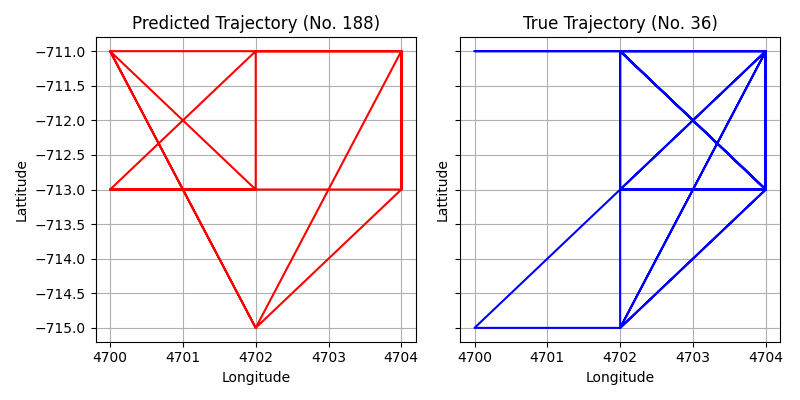 Predicted Trajectory (No. 188)
True Trajectory (No. 36)
−711.0
−711.5
−712.0
−712.5
−713.0
−713.5
−714.0
−714.5
−715.0
Lattitude
Lattitude
4700 4701 4702 4703 4704
4700 4701 4702 4703 4704
Longitude
Longitude